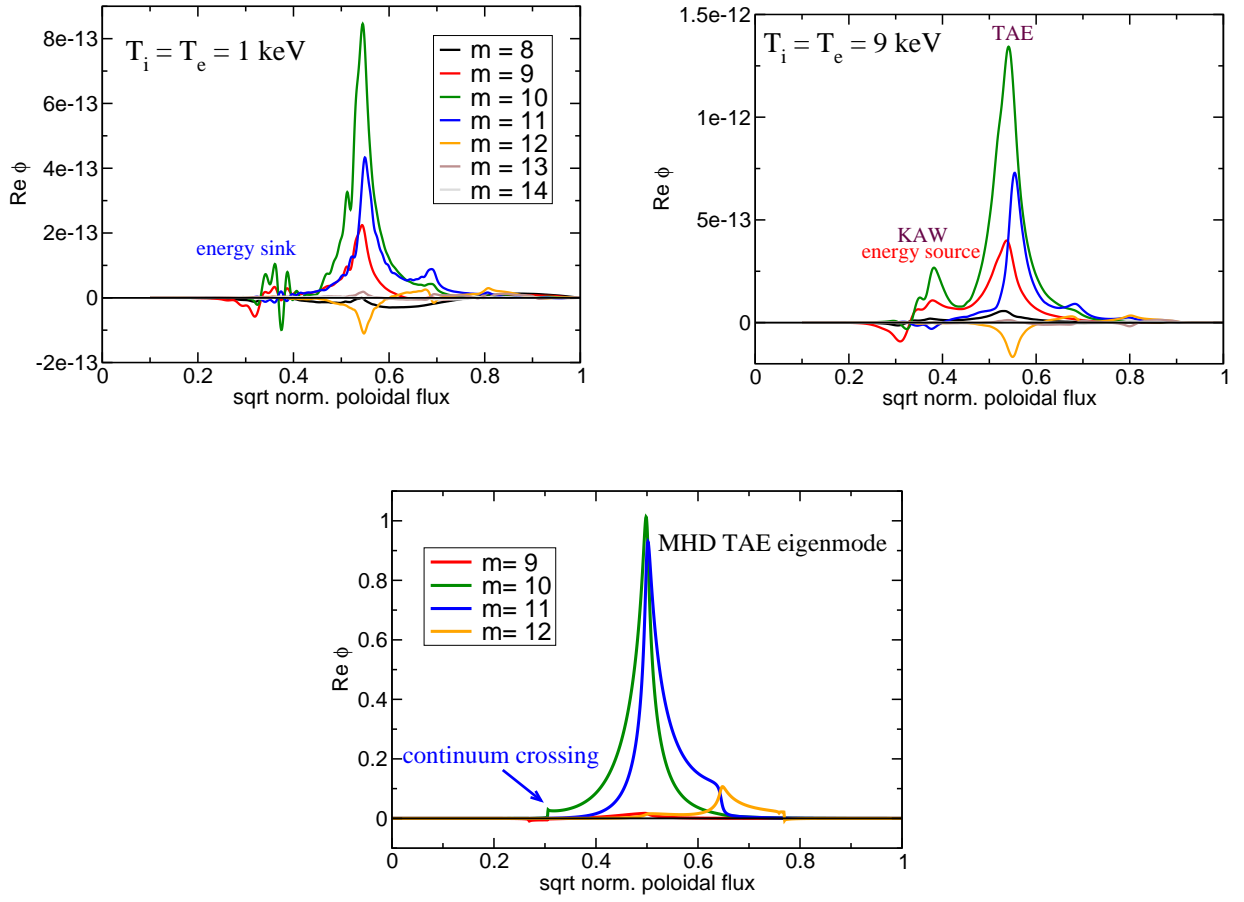 8e-13
6e-13
4e-13
2e-13
0
-2e-13
Re ϕ
T_i = T_e = 1 keV
m = 8
m = 9
m = 10
m = 11
m = 12
m = 13
m = 14
energy sink
0 0.2 0.4 0.6 0.8 1
sqrt norm. poloidal flux
1.5e-12
1e-12
5e-13
0
Re ϕ
T_i = T_e = 9 keV
TAE
KAW
energy source
0 0.2 0.4 0.6 0.8 1
sqrt norm. poloidal flux
1
0.8
0.6
0.4
0.2
0
Re ϕ
MHD TAE eigenmode
m= 9
m= 10
m= 11
m= 12
continuum crossing
0 0.2 0.4 0.6 0.8 1
sqrt norm. poloidal flux